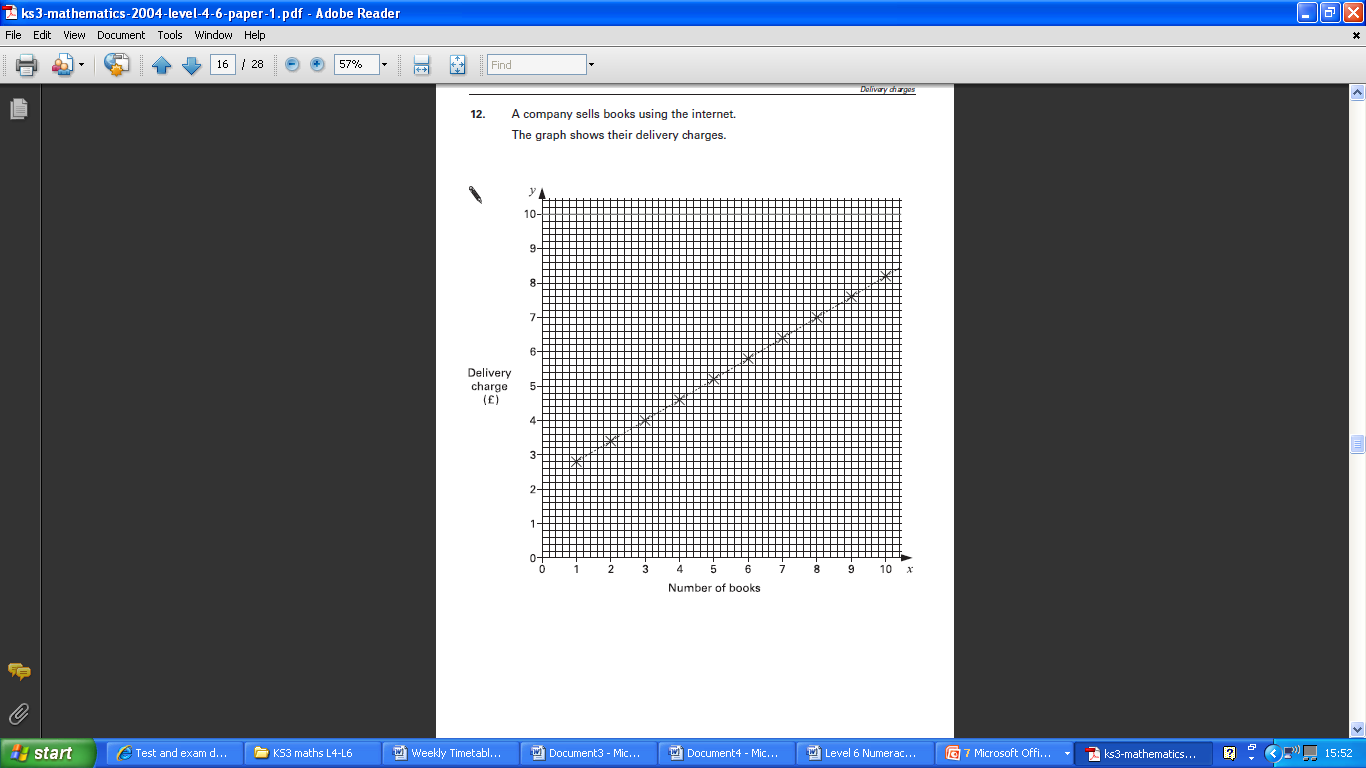 ks3-mathematics-2004-level-4-6-paper-1.pdf - Adobe Reader
File Edit View Document Tools Window Help
16 / 28 57% Find
Delivery charges
12. A company sells books using the internet.
The graph shows their delivery charges.
y
10
9
8
7
6
5
4
3
2
1
0
Delivery
charge
(£)
0 1 2 3 4 5 6 7 8 9 10 x
Number of books
start Test and exam d... KS3 maths L4-L6 Weekly Timetabl... Document3 - Mic... Document4 - Mic... Level 6 Numerac... 7 Microsoft Offi... ks3-mathematics... 15:52